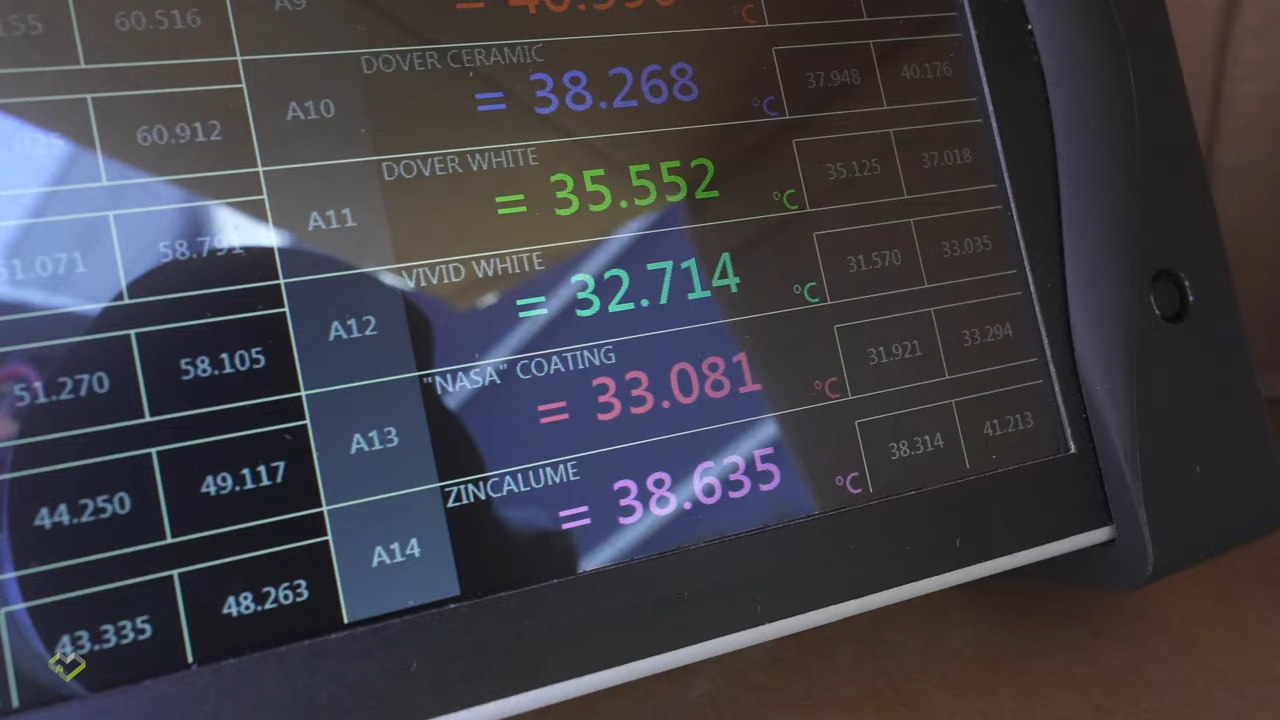 60.516
A9
°C
60.912
A10
DOVER CERAMIC
= 38.268 °C
37.948
40.176
51.071
58.791
A11
DOVER WHITE
= 35.552 °C
35.125
37.018
51.270
58.105
A12
VIVID WHITE
= 32.714 °C
31.570
33.035
44.250
49.117
A13
"NASA" COATING
= 33.081 °C
31.921
33.294
43.335
48.263
A14
ZINCALUME
= 38.635 °C
38.314
41.213